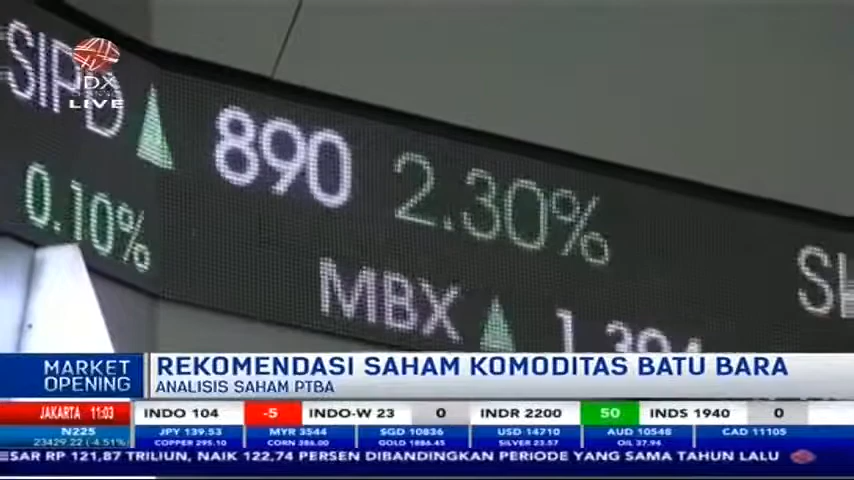 SIPD ▲ 890 2.30%
IDX
CHANNEL
LIVE
0.10%
MBX ▲ 1,394
MARKET OPENING
REKOMENDASI SAHAM KOMODITAS BATU BARA
ANALISIS SAHAM PTBA
JAKARTA 11:03 INDO 104 -5 INDO-W 23 0 INDR 2200 50 INDS 1940 0
N225 JPY 139.53 MYR 3544 SGD 10836 USD 14710 AUD 10548 CAD 11105
23429.22 (-4.51%) COPPER 295.10 CORN 386.00 GOLD 1886.45 SILVER 23.57 OIL 37.94
ESAR RP 121,87 TRILIUN, NAIK 122,74 PERSEN DIBANDINGKAN PERIODE YANG SAMA TAHUN LALU